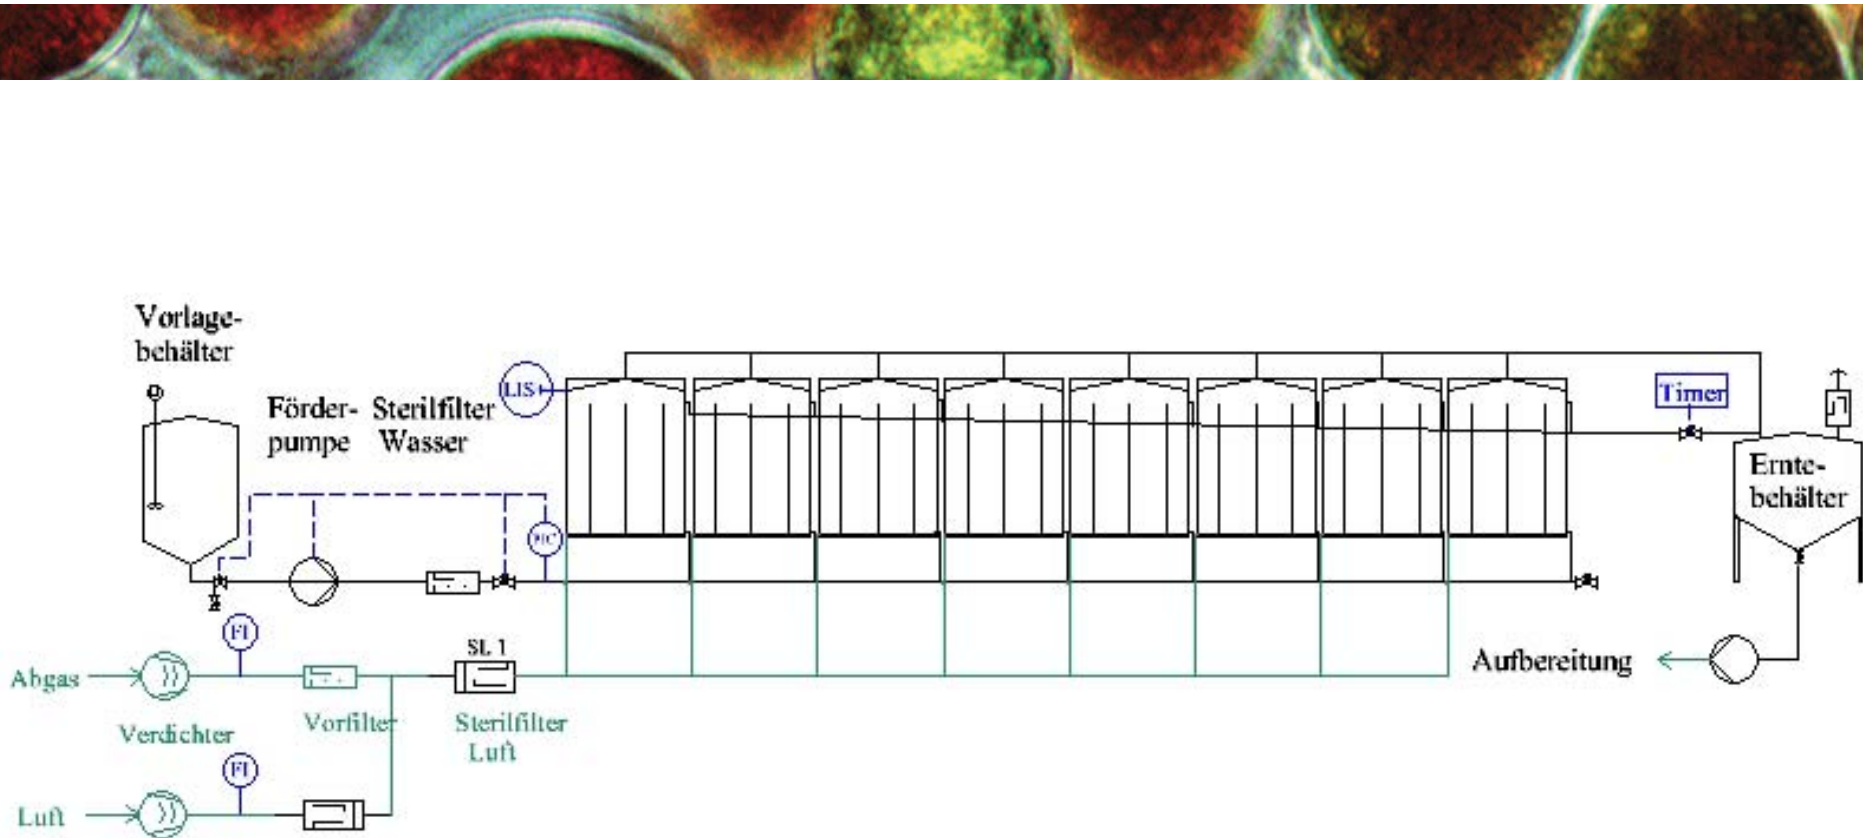 Vorlage-
behälter
Förder-
pumpe
Sterilfilter
Wasser
LIS
Timer
Ernte-
behälter
FI
SL 1
Abgas
Aufbereitung
Verdichter
Vorfilter
Sterilfilter
Luft
FI
Luft